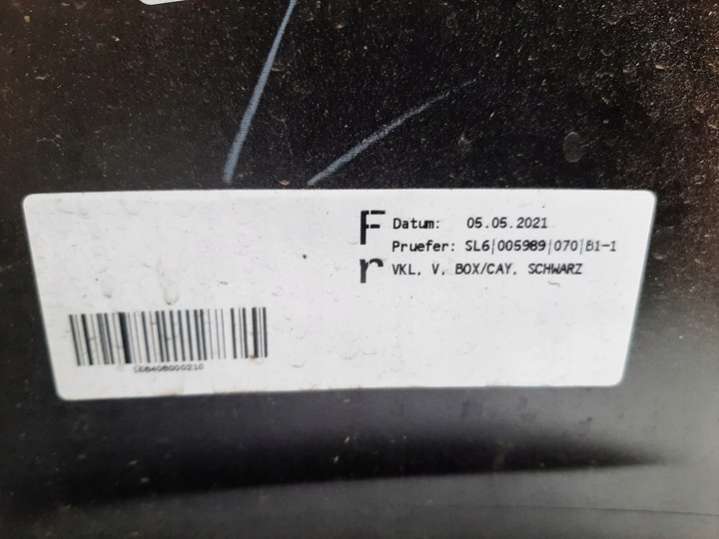 F
r
Datum: 05.05.2021
Pruefer: SL6|005989|070|B1-1
VKL. V. BOX/CAY. SCHWARZ